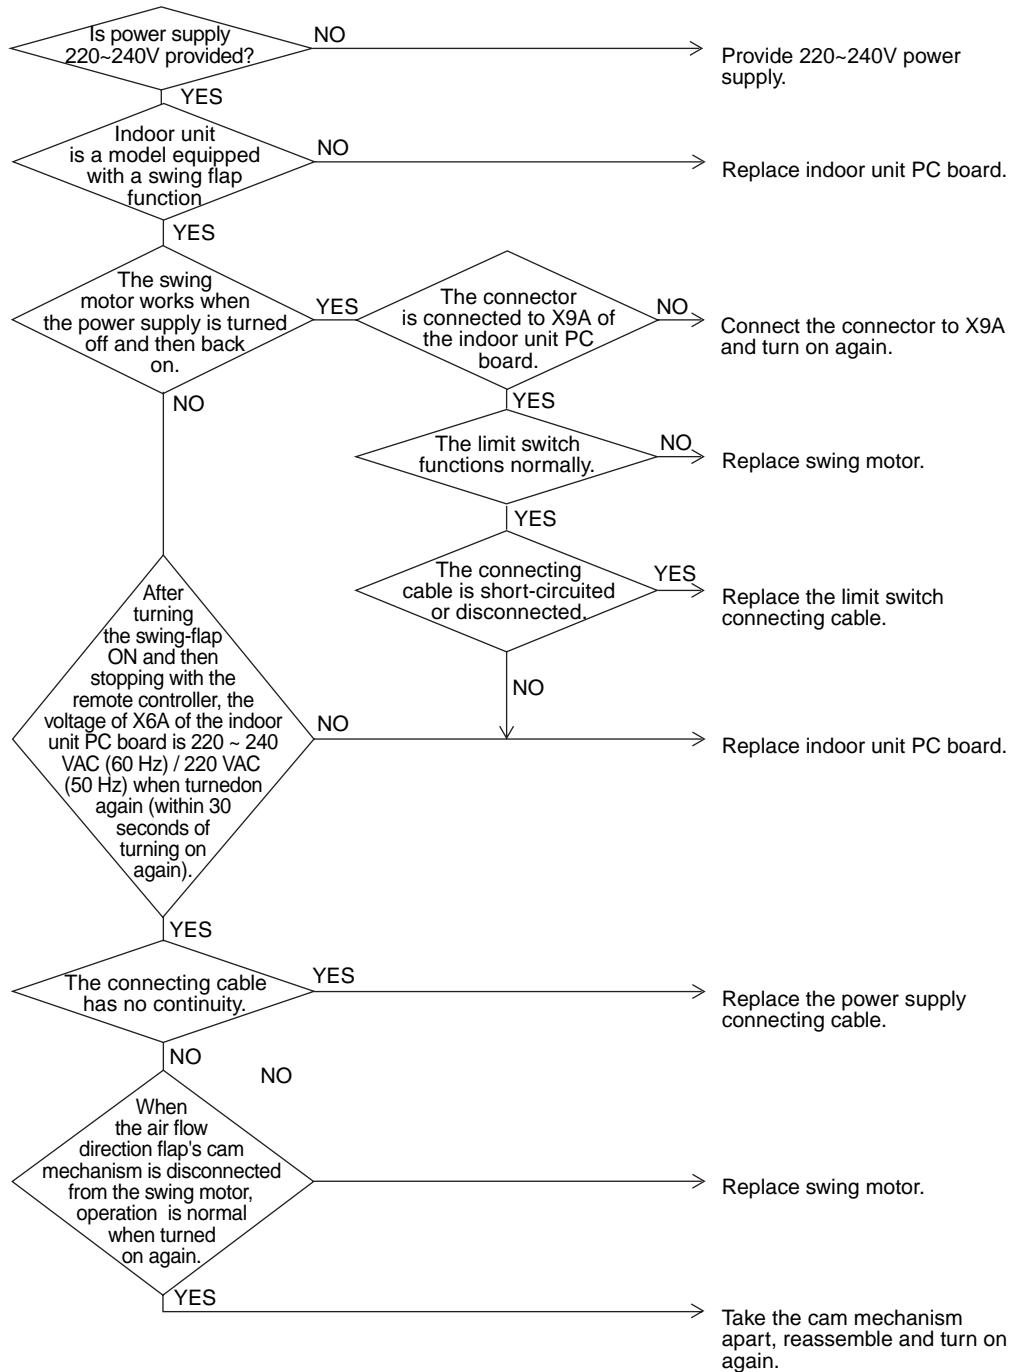 Is power supply
220~240V provided?
NO
Provide 220~240V power
supply.
YES
Indoor unit
is a model equipped
with a swing flap
function
NO
Replace indoor unit PC board.
YES
The swing
motor works when
the power supply is turned
off and then back
on.
YES
The connector
is connected to X9A of
the indoor unit PC
board.
NO
Connect the connector to X9A
and turn on again.
NO
YES
The limit switch
functions normally.
NO
Replace swing motor.
YES
The connecting
cable is short-circuited
or disconnected.
YES
Replace the limit switch
connecting cable.
NO
After
turning
the swing-flap
ON and then
stopping with the
remote controller, the
voltage of X6A of the indoor
unit PC board is 220 ~ 240
VAC (60 Hz) / 220 VAC
(50 Hz) when turnedon
again (within 30
seconds of
turning on
again).
NO
Replace indoor unit PC board.
YES
The connecting cable
has no continuity.
YES
Replace the power supply
connecting cable.
NO
NO
When
the air flow
direction flap's cam
mechanism is disconnected
from the swing motor,
operation is normal
when turned
on again.
Replace swing motor.
YES
Take the cam mechanism
apart, reassemble and turn on
again.